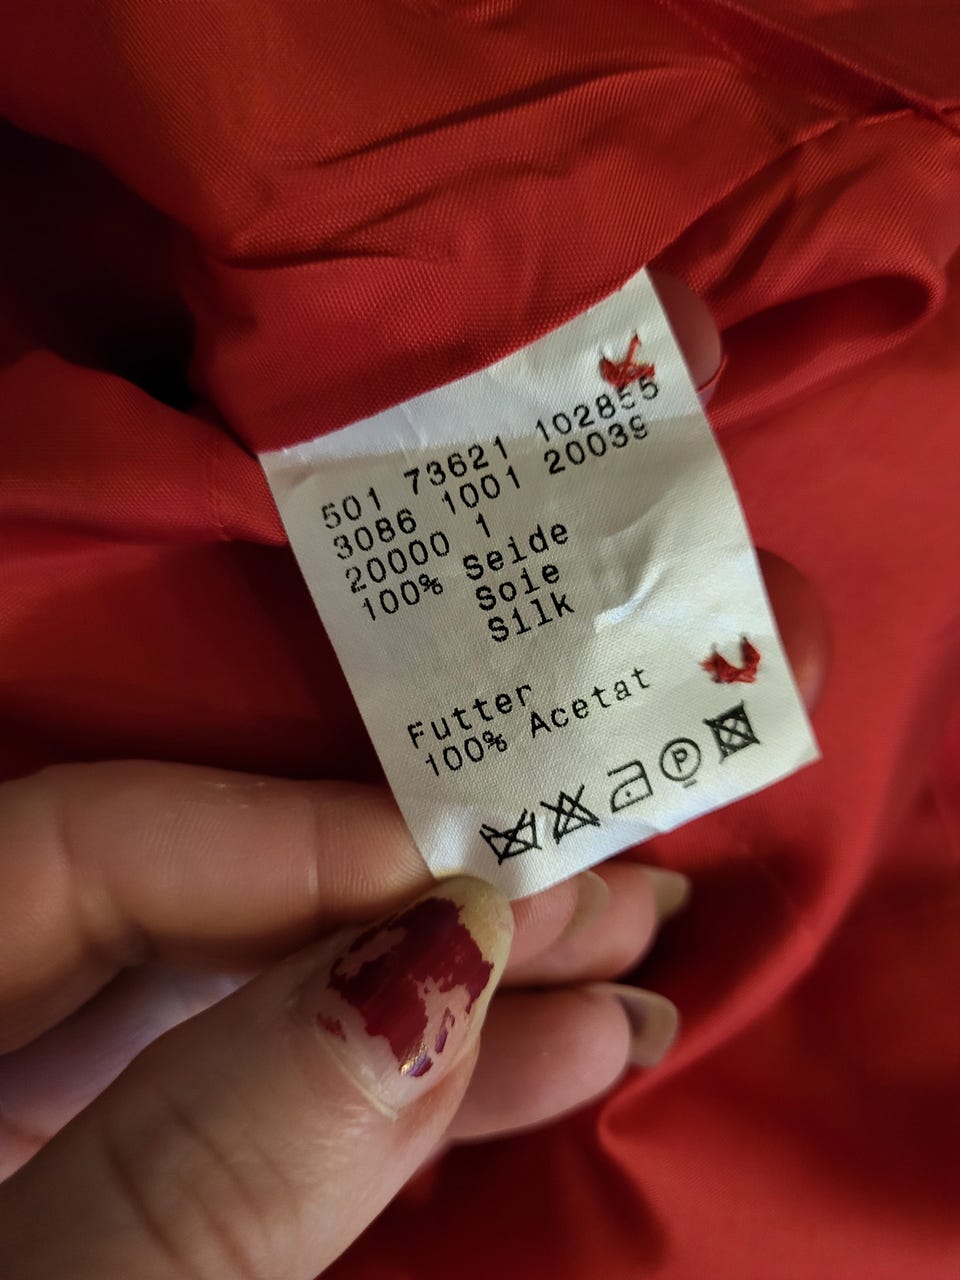 501 73621 102855
3086 1001 20039
20000 1
100% Seide
Soie
Silk
Futter
100% Acetat
P